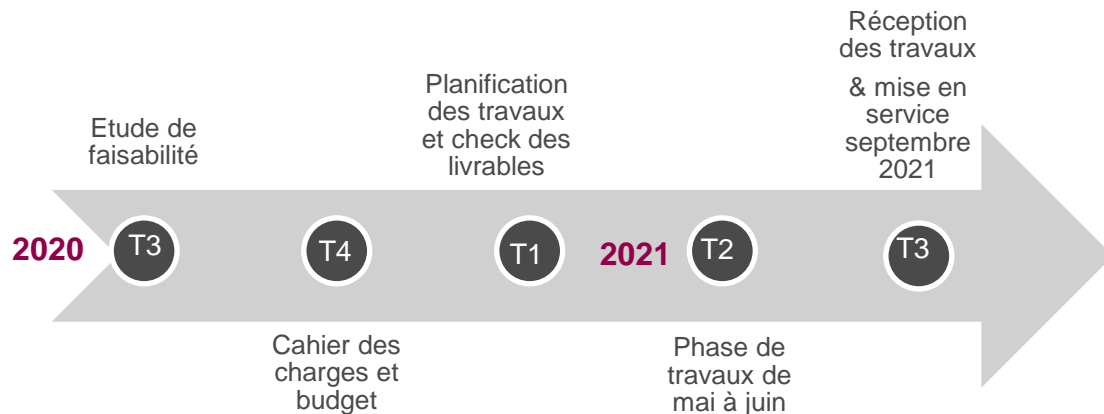 Etude de
faisabilité
Planification
des travaux
et check des
livrables
Réception
des travaux
& mise en
service
septembre
2021
2020
T3
T4
T1
2021
T2
T3
Cahier des
charges et
budget
Phase de
travaux de
mai à juin